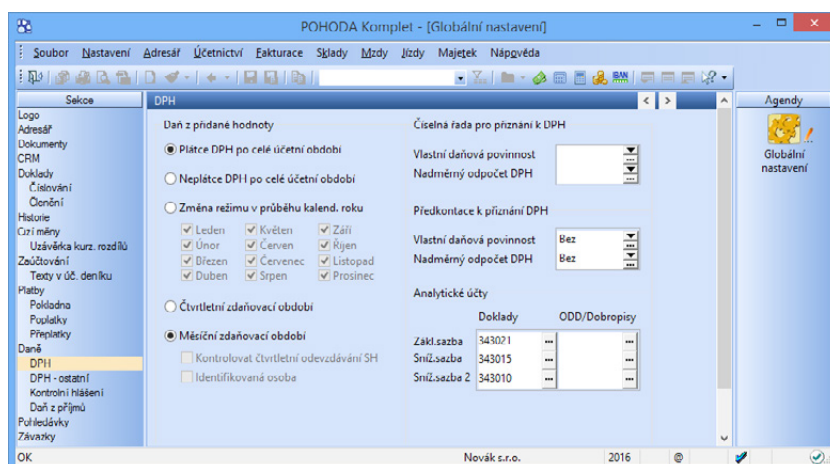 POHODA Komplet - [Globální nastavení]
Soubor Nastavení Adresář Účetnictví Fakturace Sklady Mzdy Jízdy Majetek Nápověda
IBAN
Sekce
Logo
Adresář
Dokumenty
CRM
Doklady
Číslování
Členění
Historie
Cizí měny
Uzávěrka kurz. rozdílů
Zaúčtování
Texty v úč. deníku
Platby
Pokladna
Poplatky
Přeplatky
Daně
DPH
DPH - ostatní
Kontrolní hlášení
Daň z příjmů
Pohledávky
Závazky
DPH
Daň z přidané hodnoty
Plátce DPH po celé účetní období
Neplátce DPH po celé účetní období
Změna režimu v průběhu kalend. roku
Leden Květen Září
Únor Červen Říjen
Březen Červenec Listopad
Duben Srpen Prosinec
Čtvrtletní zdaňovací období
Měsíční zdaňovací období
Kontrolovat čtvrtletní odevzdávání SH
Identifikovaná osoba
Číselná řada pro přiznání k DPH
Vlastní daňová povinnost
Nadměrný odpočet DPH
Předkontace k přiznání DPH
Vlastní daňová povinnost Bez
Nadměrný odpočet DPH Bez
Analytické účty
Doklady ODD/Dobropisy
Zákl.sazba 343021
Sníž.sazba 343015
Sníž.sazba 2 343010
Agendy
Globální
nastavení
OK Novák s.r.o. 2016 @